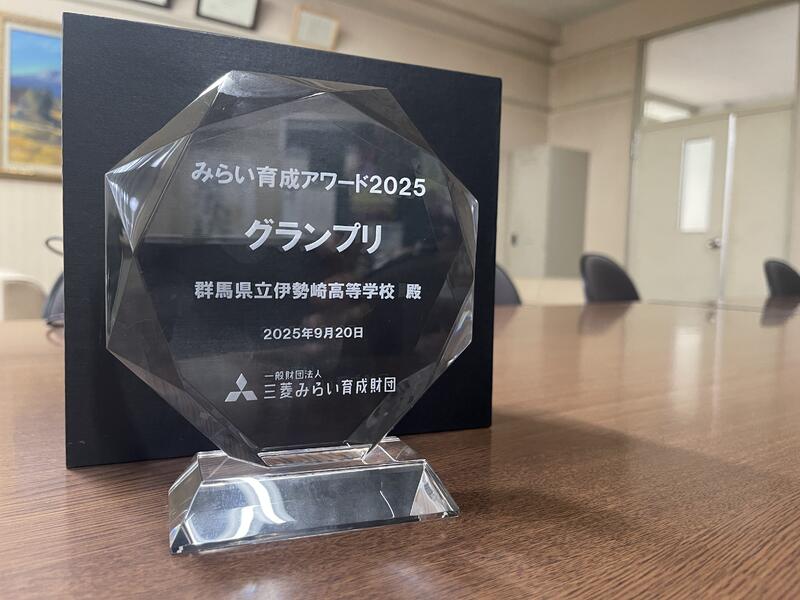 みらい育成アワード2025
グランプリ
群馬県立伊勢崎高等学校 殿
2025年9月20日
一般財団法人
三菱みらい育成財団